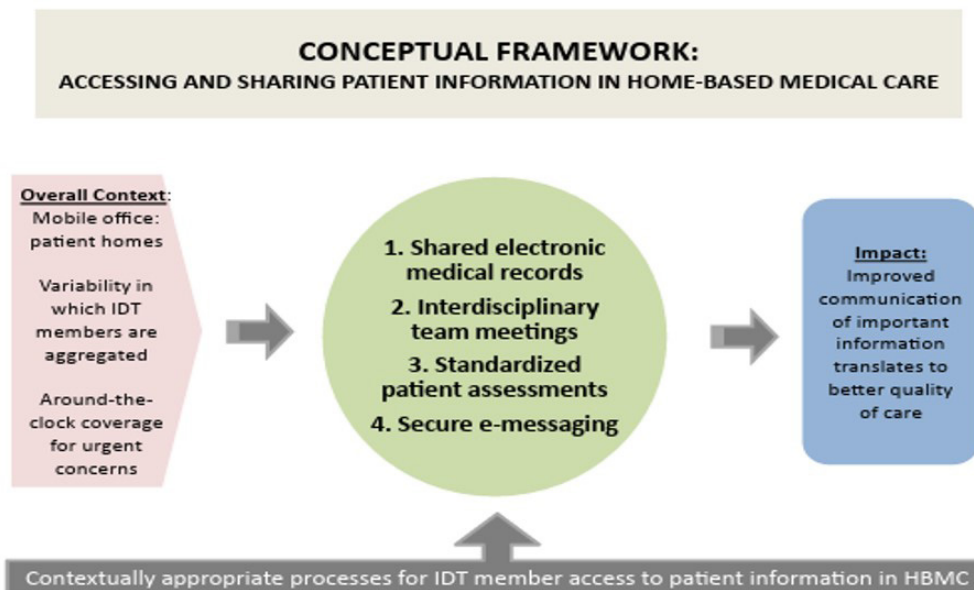 CONCEPTUAL FRAMEWORK:
ACCESSING AND SHARING PATIENT INFORMATION IN HOME-BASED MEDICAL CARE
Overall Context:
Mobile office:
patient homes
Variability in
which IDT
members are
aggregated
Around-the-
clock coverage
for urgent
concerns
1. Shared electronic
medical records
2. Interdisciplinary
team meetings
3. Standardized
patient assessments
4. Secure e-messaging
Impact:
Improved
communication
of important
information
translates to
better quality
of care
Contextually appropriate processes for IDT member access to patient information in HBMC